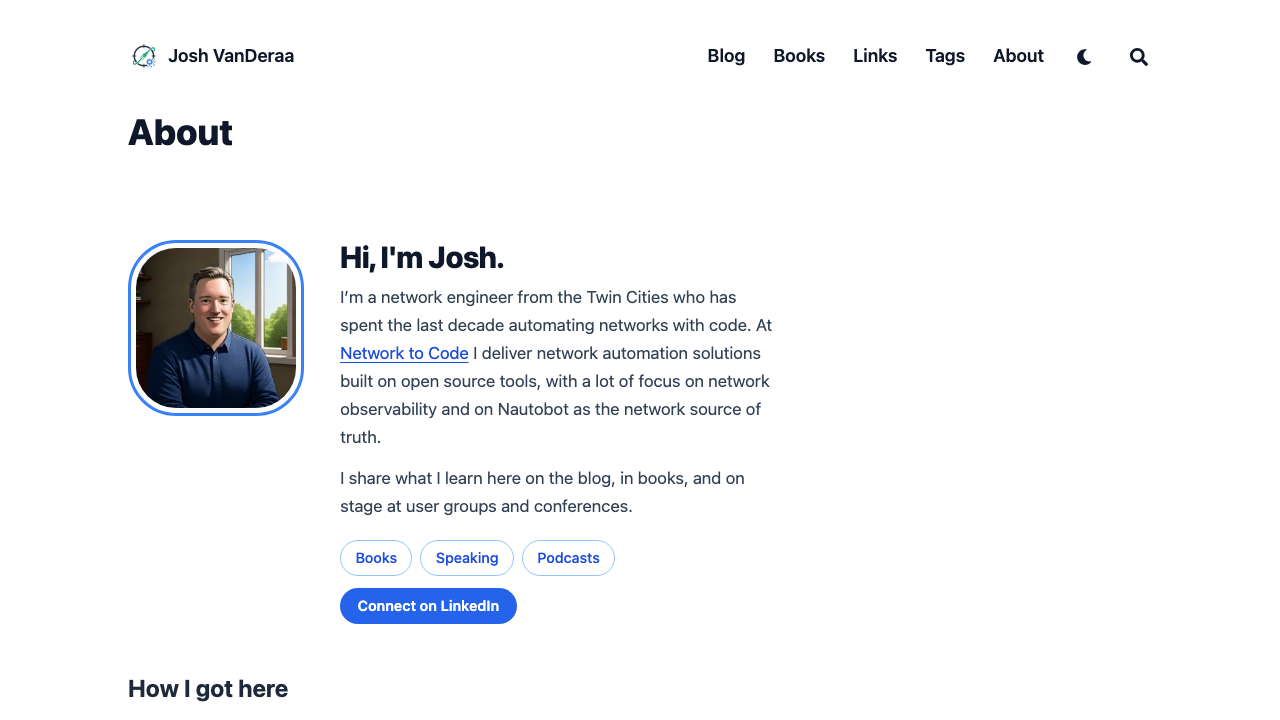 Josh VanDeraa
Blog
Books
Links
Tags
About
About
Hi, I'm Josh.
I’m a network engineer from the Twin Cities who has
spent the last decade automating networks with code. At
Network to Code I deliver network automation solutions
built on open source tools, with a lot of focus on network
observability and on Nautobot as the network source of
truth.
I share what I learn here on the blog, in books, and on
stage at user groups and conferences.
Books
Speaking
Podcasts
Connect on LinkedIn
How I got here